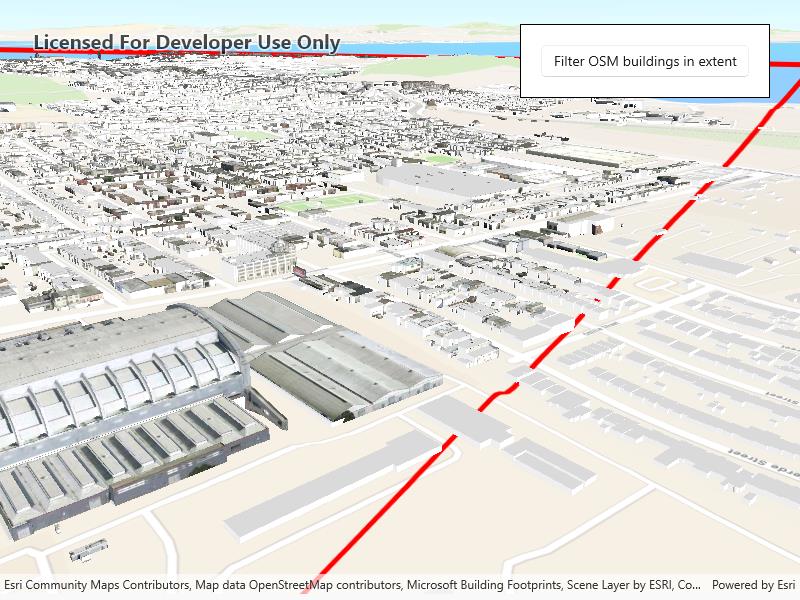 Licensed For Developer Use Only
Filter OSM buildings in extent
Street
Street
Esri Community Maps Contributors, Map data OpenStreetMap contributors, Microsoft Building Footprints, Scene Layer by ESRI, Co... Powered by Esri